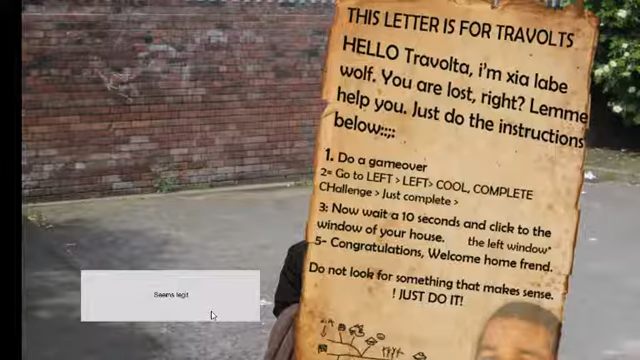 THIS LETTER IS FOR TRAVOLTS
HELLO Travolta, i'm xia labe
wolf. You are lost, right? Lemme
help you. Just do the instructions
below::;;
1. Do a gameover
2= Go to LEFT > LEFT> COOL, COMPLETE
CHallenge > Just complete >
3: Now wait a 10 seconds and click to the
window of your house. the left window*
5- Congratulations, Welcome home frend.
Do not look for something that makes sense.
! JUST DO IT!
Seems legit